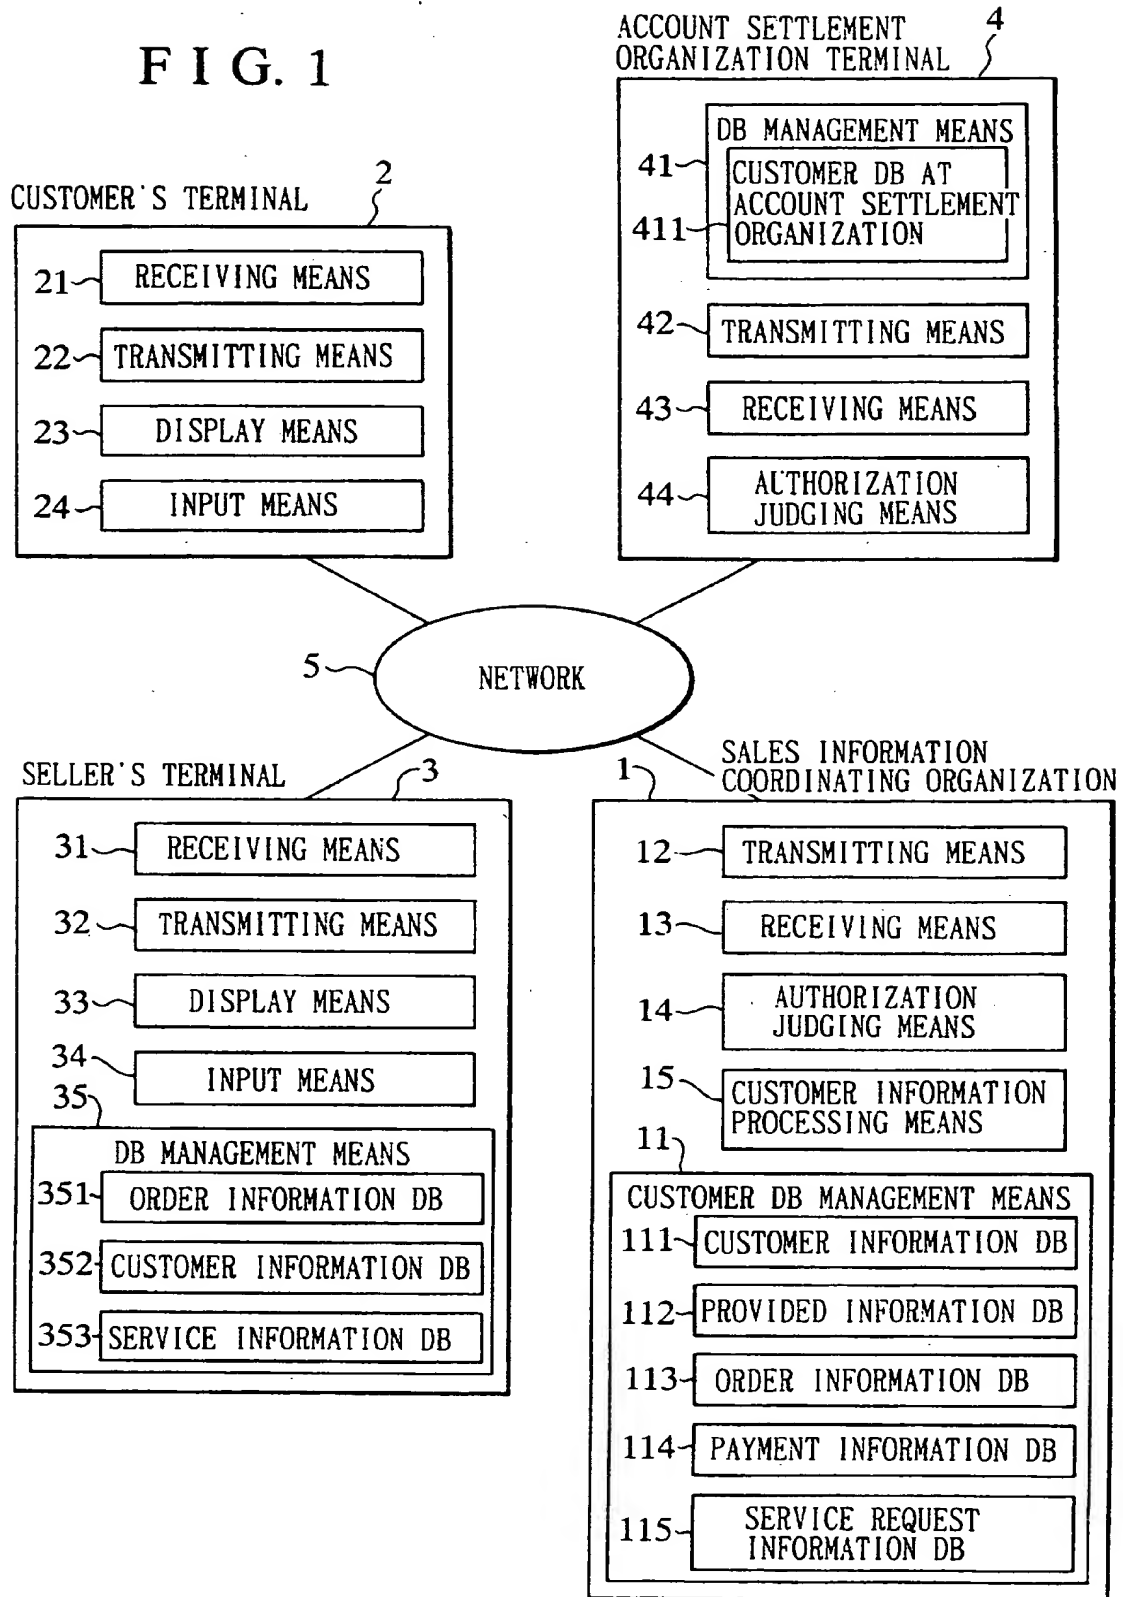 FIG. 1
ACCOUNT SETTLEMENT
ORGANIZATION TERMINAL
4
DB MANAGEMENT MEANS
41
CUSTOMER DB AT
ACCOUNT SETTLEMENT
411
ORGANIZATION
42
TRANSMITTING MEANS
43
RECEIVING MEANS
44
AUTHORIZATION
JUDGING MEANS
CUSTOMER'S TERMINAL
2
21
RECEIVING MEANS
22
TRANSMITTING MEANS
23
DISPLAY MEANS
24
INPUT MEANS
5
NETWORK
SELLER'S TERMINAL
3
31
RECEIVING MEANS
32
TRANSMITTING MEANS
33
DISPLAY MEANS
34
INPUT MEANS
35
DB MANAGEMENT MEANS
351
ORDER INFORMATION DB
352
CUSTOMER INFORMATION DB
353
SERVICE INFORMATION DB
SALES INFORMATION
1
COORDINATING ORGANIZATION
12
TRANSMITTING MEANS
13
RECEIVING MEANS
14
AUTHORIZATION
JUDGING MEANS
15
CUSTOMER INFORMATION
PROCESSING MEANS
11
CUSTOMER DB MANAGEMENT MEANS
111
CUSTOMER INFORMATION DB
112
PROVIDED INFORMATION DB
113
ORDER INFORMATION DB
114
PAYMENT INFORMATION DB
115
SERVICE REQUEST
INFORMATION DB